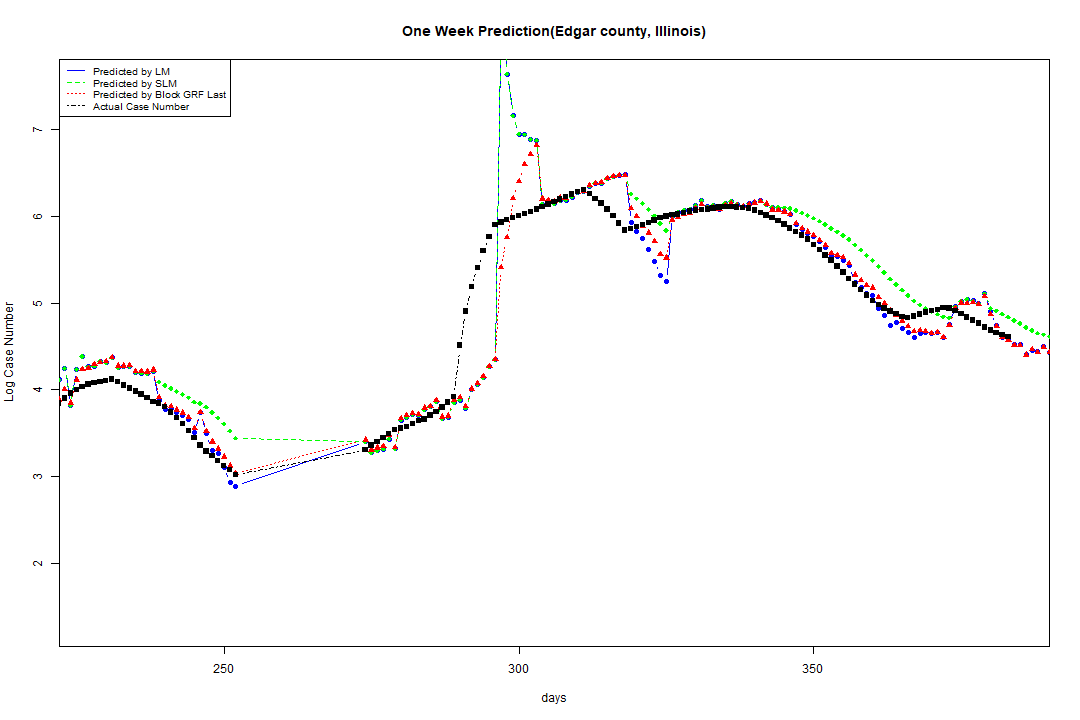 One Week Prediction(Edgar county, Illinois)
Predicted by LM
Predicted by SLM
Predicted by Block GRF Last
Actual Case Number
7
6
5
4
3
2
Log Case Number
250 300 350
days